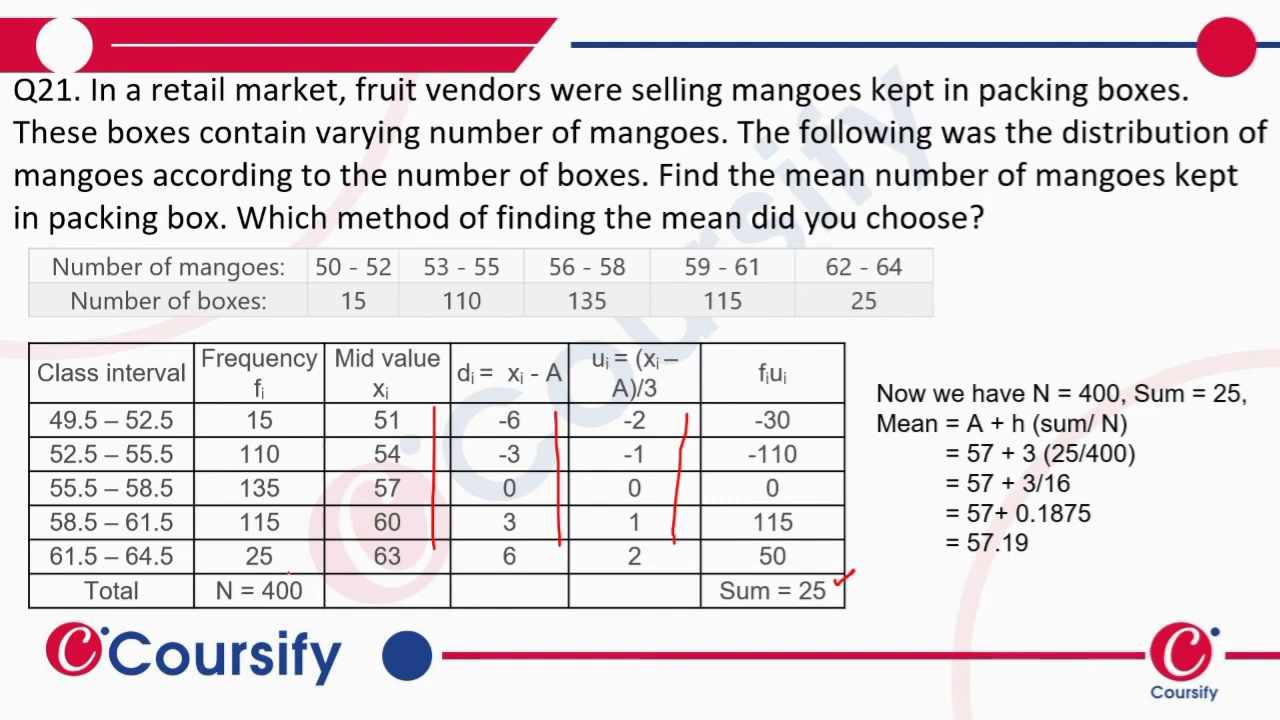 Q21. In a retail market, fruit vendors were selling mangoes kept in packing boxes.
These boxes contain varying number of mangoes. The following was the distribution of
mangoes according to the number of boxes. Find the mean number of mangoes kept
in packing box. Which method of finding the mean did you choose?
Number of mangoes: 50 - 52 53 - 55 56 - 58 59 - 61 62 - 64
Number of boxes: 15 110 135 115 25
Class interval Frequency fᵢ Mid value xᵢ dᵢ = xᵢ - A uᵢ = (xᵢ – A)/3 fᵢuᵢ
49.5 – 52.5 15 51 -6 -2 -30
52.5 – 55.5 110 54 -3 -1 -110
55.5 – 58.5 135 57 0 0 0
58.5 – 61.5 115 60 3 1 115
61.5 – 64.5 25 63 6 2 50
Total N = 400 Sum = 25
Now we have N = 400, Sum = 25,
Mean = A + h (sum/ N)
= 57 + 3 (25/400)
= 57 + 3/16
= 57+ 0.1875
= 57.19
Coursify
Coursify
Coursify